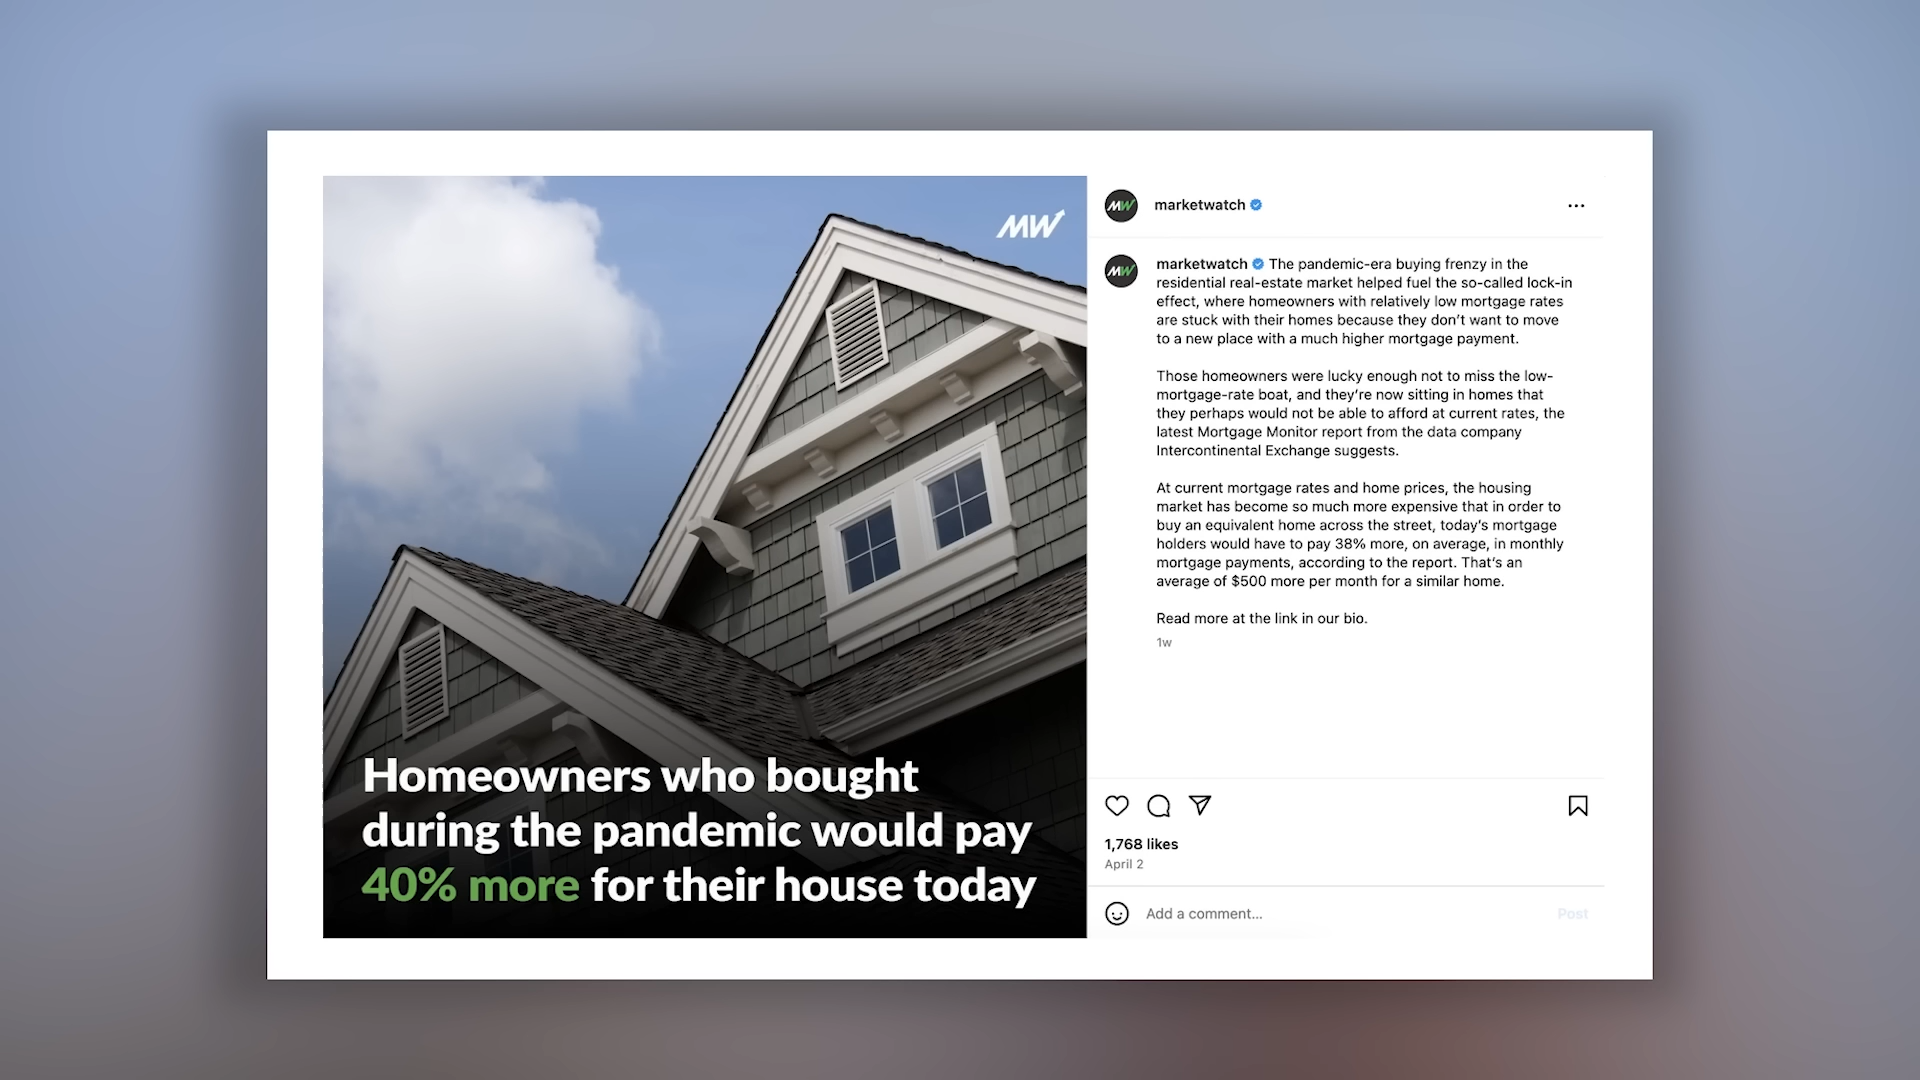 MW
Homeowners who bought
during the pandemic would pay
40% more for their house today
MW
marketwatch
MW
marketwatch The pandemic-era buying frenzy in the
residential real-estate market helped fuel the so-called lock-in
effect, where homeowners with relatively low mortgage rates
are stuck with their homes because they don't want to move
to a new place with a much higher mortgage payment.
Those homeowners were lucky enough not to miss the low-
mortgage-rate boat, and they're now sitting in homes that
they perhaps would not be able to afford at current rates, the
latest Mortgage Monitor report from the data company
Intercontinental Exchange suggests.
At current mortgage rates and home prices, the housing
market has become so much more expensive that in order to
buy an equivalent home across the street, today's mortgage
holders would have to pay 38% more, on average, in monthly
mortgage payments, according to the report. That's an
average of $500 more per month for a similar home.
Read more at the link in our bio.
1w
1,768 likes
April 2
Add a comment...
Post